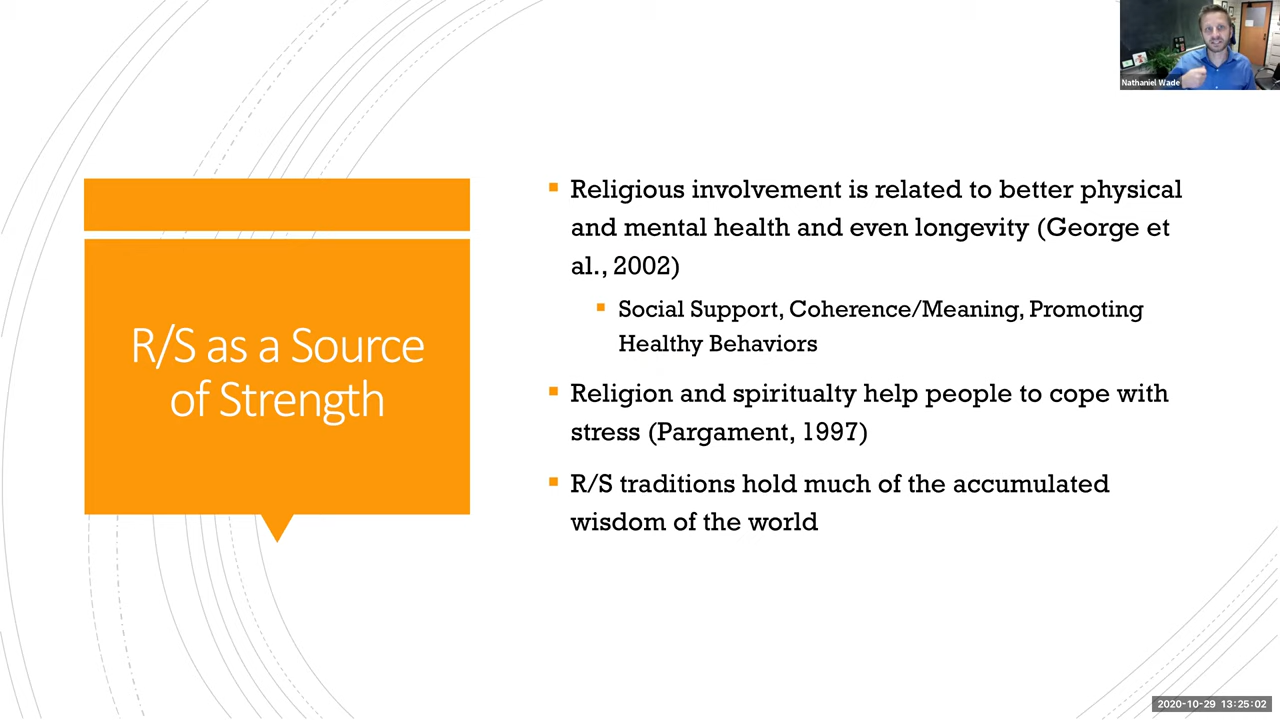 Nathaniel Wade
R/S as a Source
of Strength
Religious involvement is related to better physical
and mental health and even longevity (George et
al., 2002)
Social Support, Coherence/Meaning, Promoting
Healthy Behaviors
Religion and spiritualty help people to cope with
stress (Pargament, 1997)
R/S traditions hold much of the accumulated
wisdom of the world
2020-10-29 13:25:02